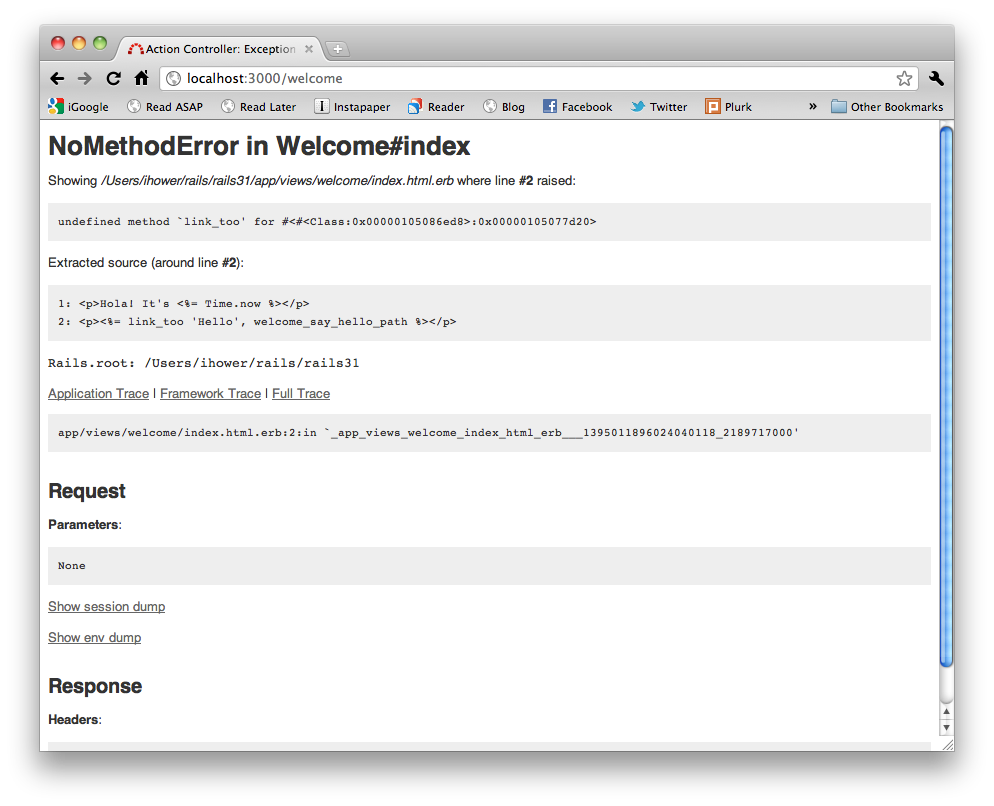 Action Controller: Exception
localhost:3000/welcome
iGoogle Read ASAP Read Later Instapaper Reader Blog Facebook Twitter Plurk » Other Bookmarks
NoMethodError in Welcome#index
Showing /Users/ihower/rails/rails31/app/views/welcome/index.html.erb where line #2 raised:
undefined method `link_too' for #<#<Class:0x00000105086ed8>:0x00000105077d20>
Extracted source (around line #2):
1: <p>Hola! It's <%= Time.now %></p>
2: <p><%= link_too 'Hello', welcome_say_hello_path %></p>
Rails.root: /Users/ihower/rails/rails31
Application Trace | Framework Trace | Full Trace
app/views/welcome/index.html.erb:2:in `_app_views_welcome_index_html_erb___1395011896024040118_2189717000'
Request
Parameters:
None
Show session dump
Show env dump
Response
Headers: